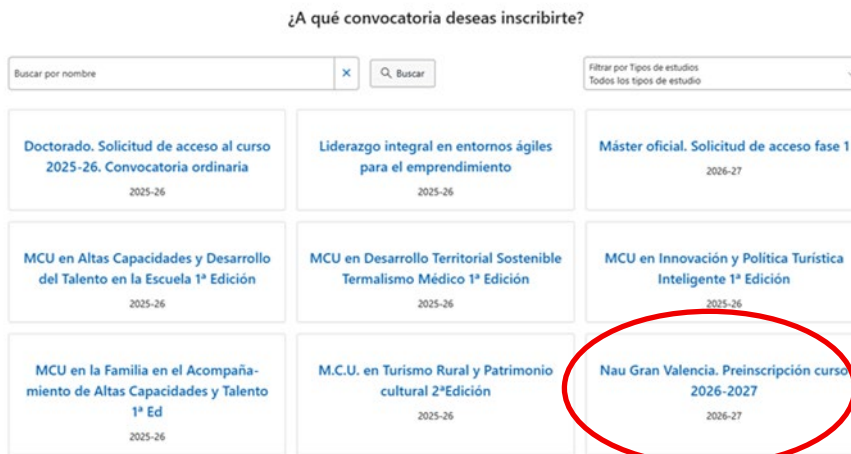 ¿A qué convocatoria deseas inscribirte?
Buscar por nombre
Buscar
Filtrar por Tipos de estudios
Todos los tipos de estudio
Doctorado. Solicitud de acceso al curso
2025-26. Convocatoria ordinaria
2025-26
Liderazgo integral en entornos ágiles
para el emprendimiento
2025-26
Máster oficial. Solicitud de acceso fase 1
2026-27
MCU en Altas Capacidades y Desarrollo
del Talento en la Escuela 1ª Edición
2025-26
MCU en Desarrollo Territorial Sostenible
Termalismo Médico 1ª Edición
2025-26
MCU en Innovación y Política Turística
Inteligente 1ª Edición
2025-26
MCU en la Familia en el Acompaña-
miento de Altas Capacidades y Talento
1ª Ed
2025-26
M.C.U. en Turismo Rural y Patrimonio
cultural 2ªEdición
2025-26
Nau Gran Valencia. Preinscripción curso
2026-2027
2026-27